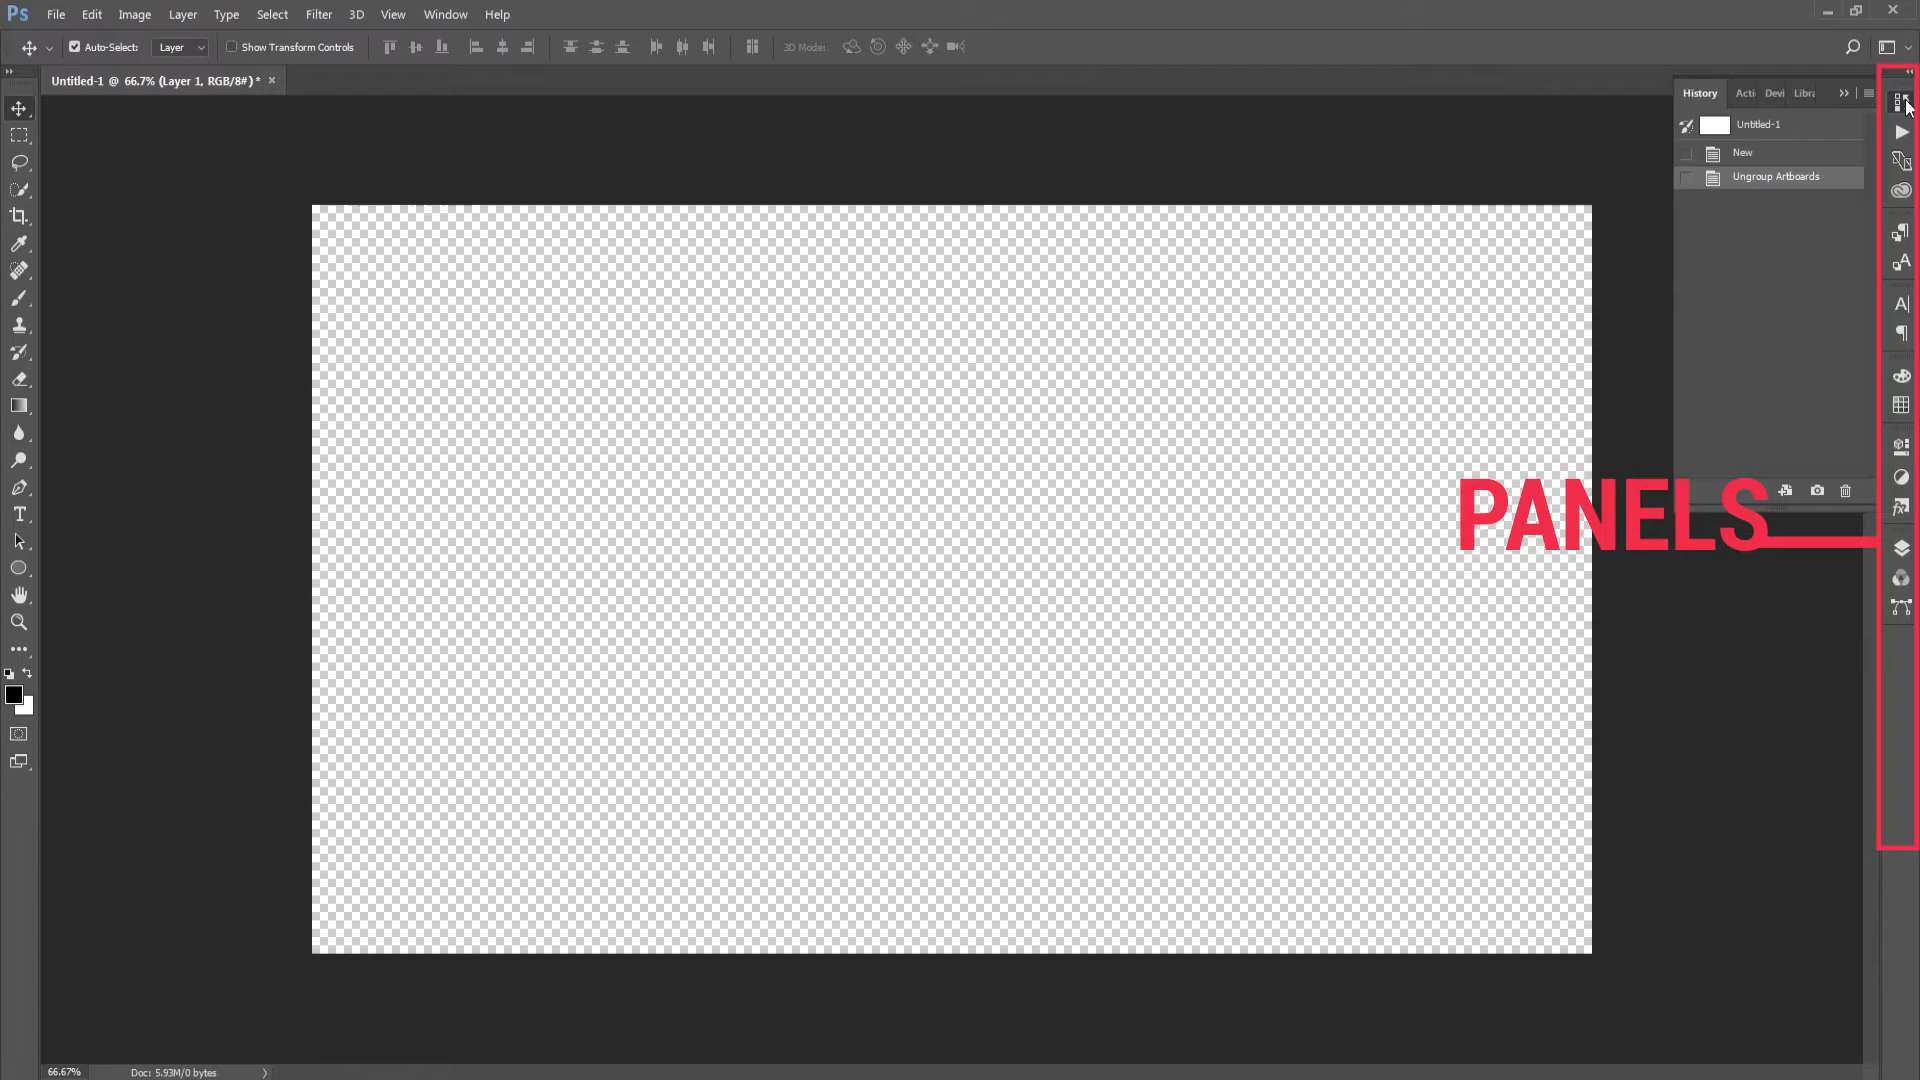 Ps File Edit Image Layer Type Select Filter 3D View Window Help
Auto-Select: Layer Show Transform Controls 3D Mode:
Untitled-1 @ 66.7% (Layer 1, RGB/8#) * ×
History Acti Devi Libra
Untitled-1
New
Ungroup Artboards
PANELS
66.67% Doc: 5.93M/0 bytes